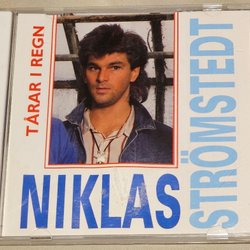 TÅRAR I REGN
NIKLAS
STRÖMSTEDT